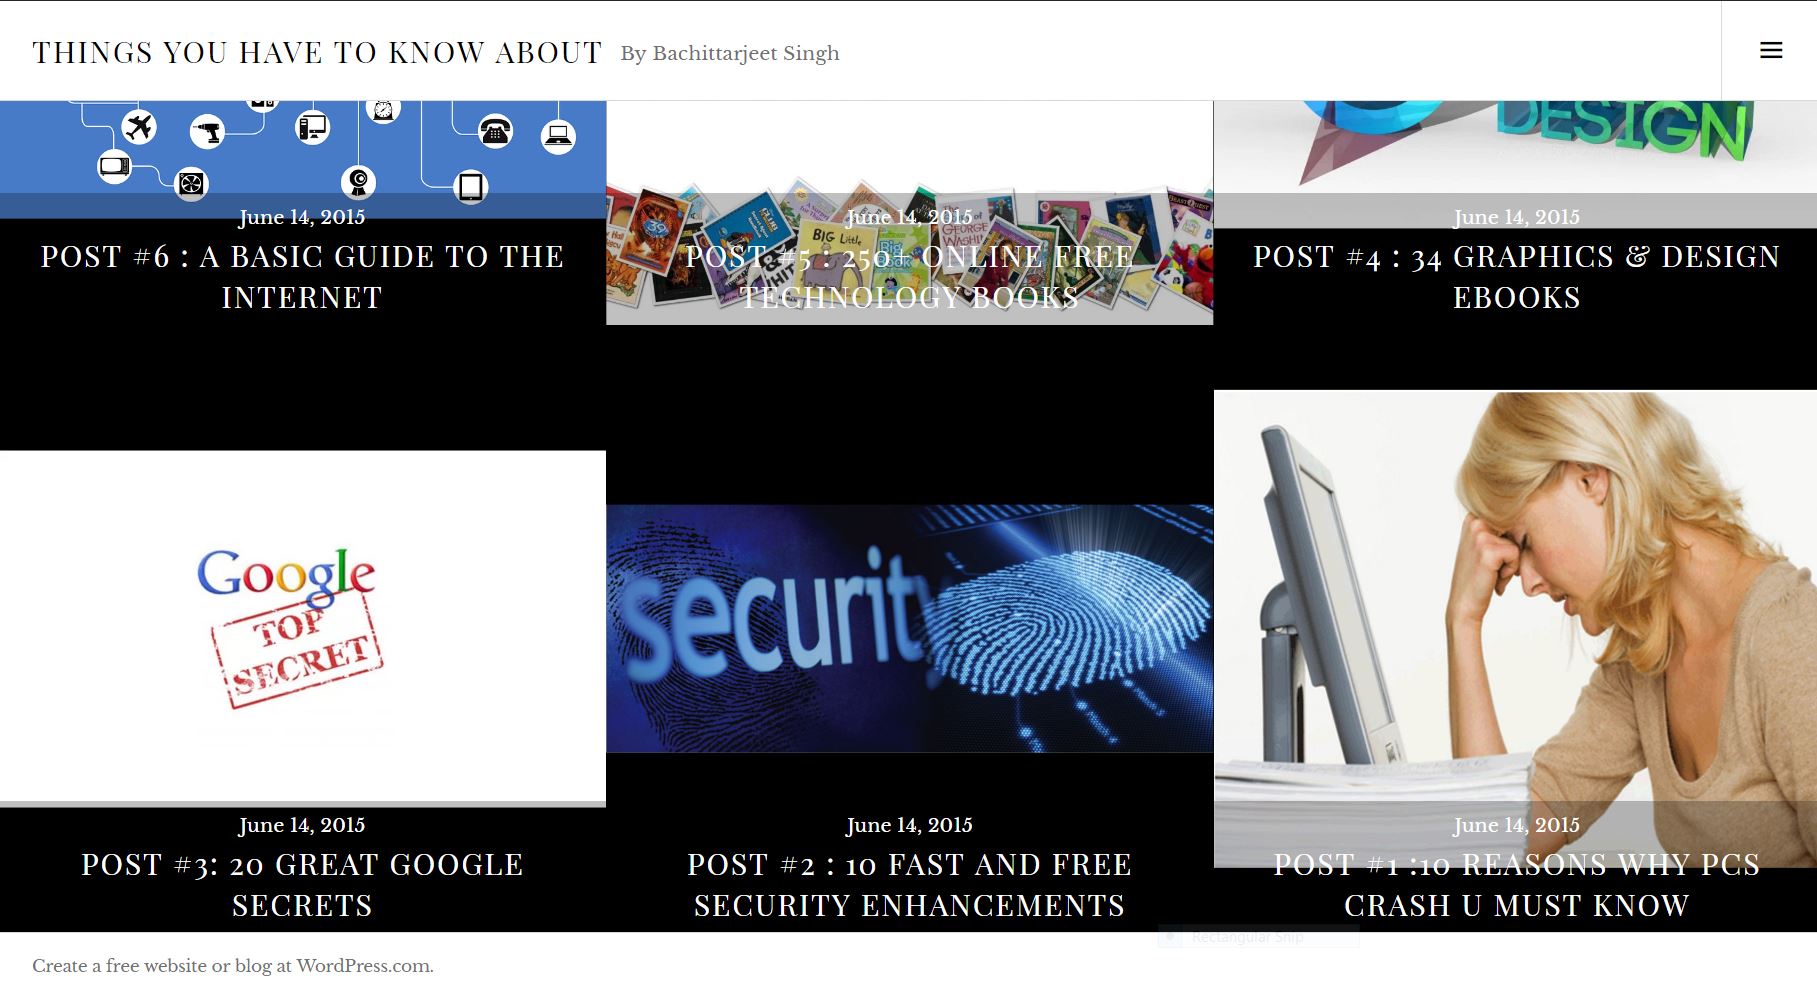 THINGS YOU HAVE TO KNOW ABOUT By Bachittarjeet Singh
DESIGN
June 14, 2015
POST #6 : A BASIC GUIDE TO THE
INTERNET
June 14, 2015
POST #5 : 250+ ONLINE FREE
TECHNOLOGY BOOKS
BIG Little
GEORGE
June 14, 2015
POST #4 : 34 GRAPHICS & DESIGN
EBOOKS
Google
TOP
SECRET
June 14, 2015
POST #3: 20 GREAT GOOGLE
SECRETS
security
June 14, 2015
POST #2 : 10 FAST AND FREE
SECURITY ENHANCEMENTS
June 14, 2015
POST #1 :10 REASONS WHY PCS
CRASH U MUST KNOW
Rectangular Snip
Create a free website or blog at WordPress.com.